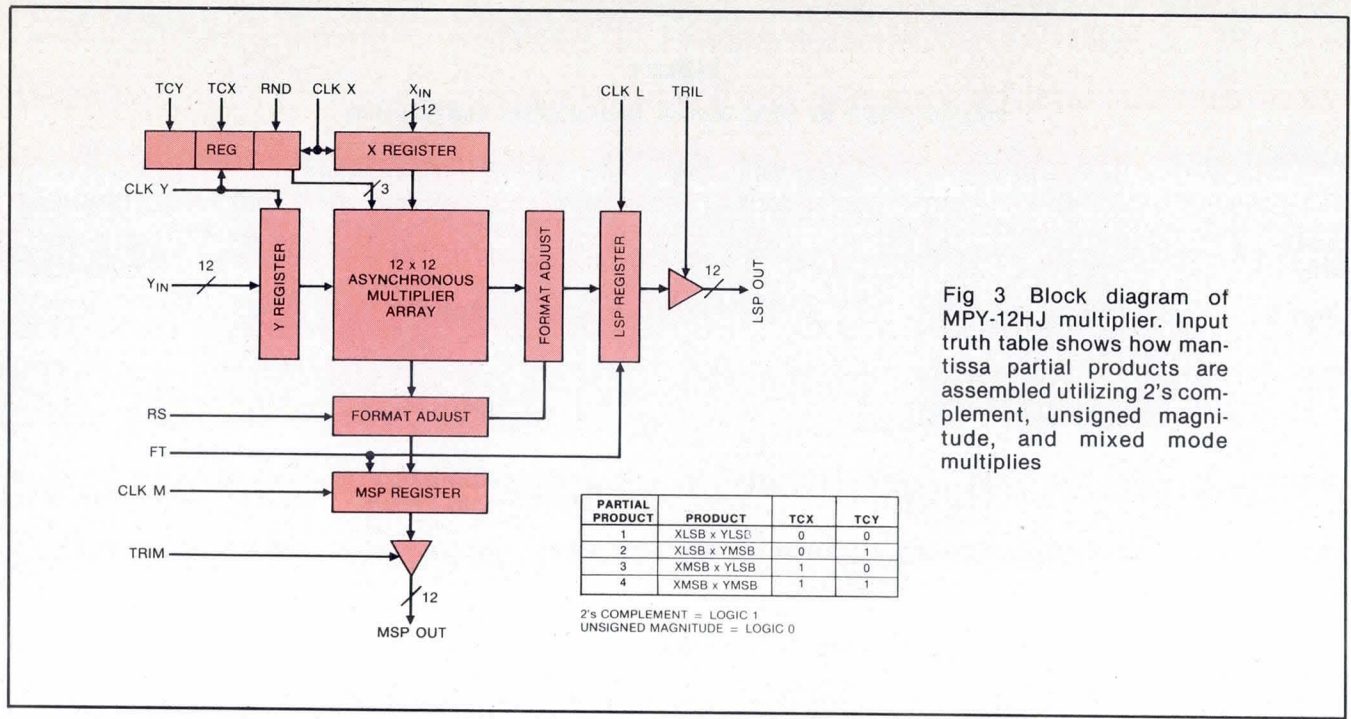 TCY TCX RND CLK X X_IN CLK L TRIL
12
REG
X REGISTER
CLK Y
3
Y_IN
12
Y REGISTER
12 x 12
ASYNCHRONOUS
MULTIPLIER
ARRAY
FORMAT ADJUST
LSP REGISTER
12
LSP OUT
RS
FORMAT ADJUST
FT
CLK M
MSP REGISTER
TRIM
12
MSP OUT
PARTIAL
PRODUCT PRODUCT TCX TCY
1 XLSB x YLSB 0 0
2 XLSB x YMSB 0 1
3 XMSB x YLSB 1 0
4 XMSB x YMSB 1 1
2's COMPLEMENT = LOGIC 1
UNSIGNED MAGNITUDE = LOGIC 0
Fig 3 Block diagram of
MPY-12HJ multiplier. Input
truth table shows how man-
tissa partial products are
assembled utilizing 2's com-
plement, unsigned magni-
tude, and mixed mode
multiplies